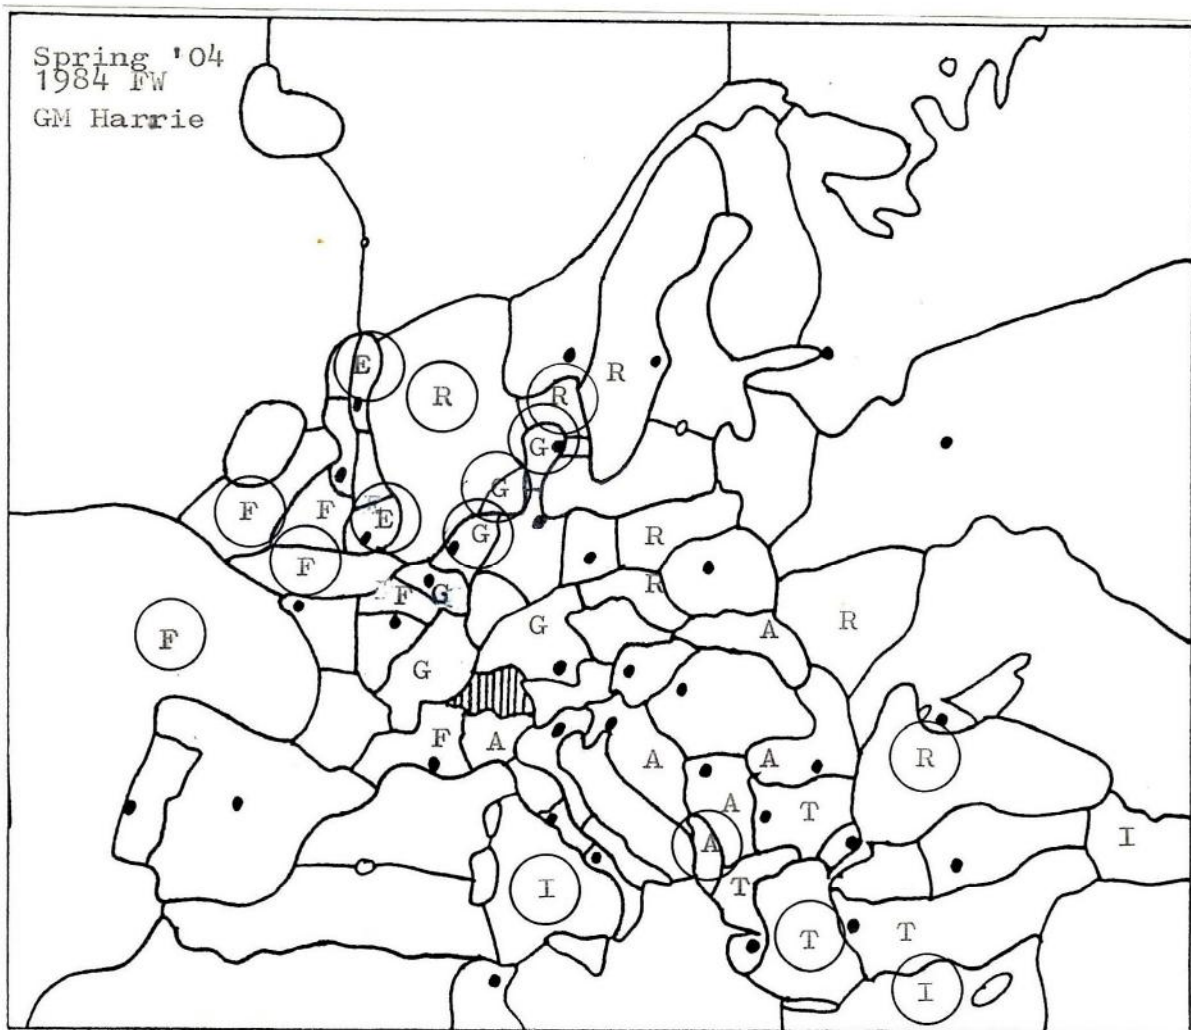 Spring '04
1984 FW
GM Harrie
E
R
R R
G
G
F F E
G
R
F
R
F G
F G A R
G
F A
A A R
A T
A I
I T
T T
I